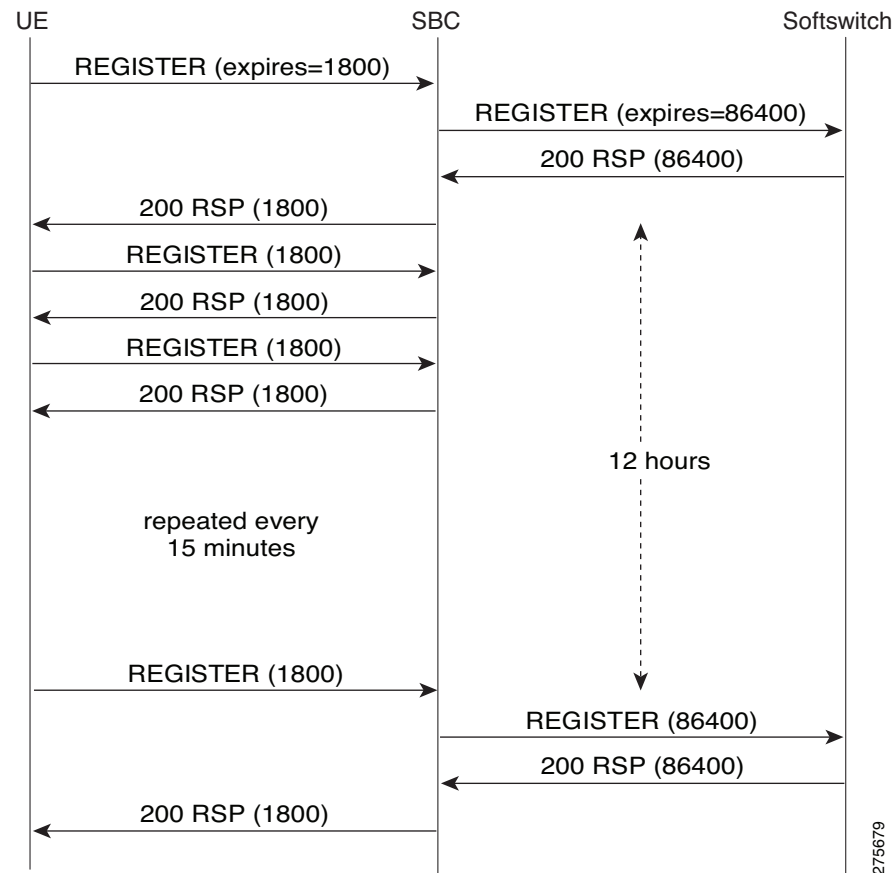 UE SBC Softswitch
REGISTER (expires=1800)
REGISTER (expires=86400)
200 RSP (86400)
200 RSP (1800)
REGISTER (1800)
200 RSP (1800)
REGISTER (1800)
200 RSP (1800)
12 hours
repeated every
15 minutes
REGISTER (1800)
REGISTER (86400)
200 RSP (86400)
200 RSP (1800)
275679